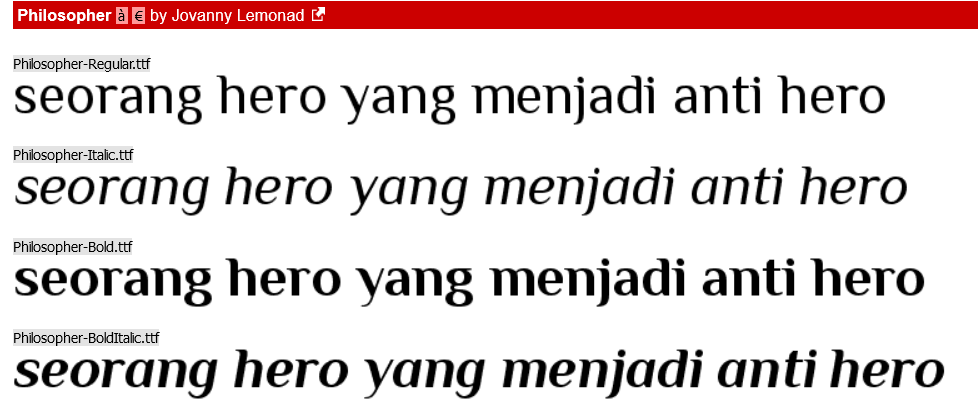 Philosopher à € by Jovanny Lemonad
Philosopher-Regular.ttf
seorang hero yang menjadi anti hero
Philosopher-Italic.ttf
seorang hero yang menjadi anti hero
Philosopher-Bold.ttf
seorang hero yang menjadi anti hero
Philosopher-BoldItalic.ttf
seorang hero yang menjadi anti hero